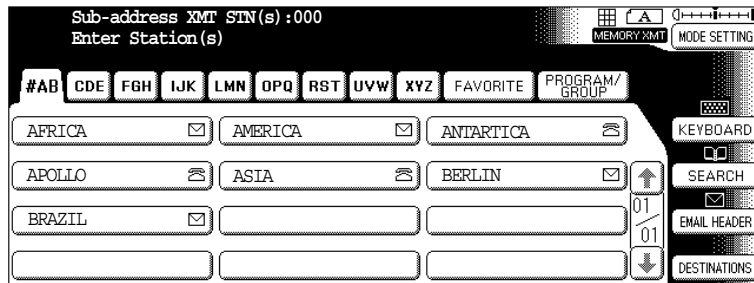 Sub-address XMT STN(s):000
Enter Station(s)
A
MEMORY XMT
MODE SETTING
#AB CDE FGH IJK LMN OPQ RST UVW XYZ FAVORITE PROGRAM/GROUP
AFRICA AMERICA ANTARTICA
KEYBOARD
APOLLO ASIA BERLIN
SEARCH
BRAZIL
01/01
EMAIL HEADER
DESTINATIONS